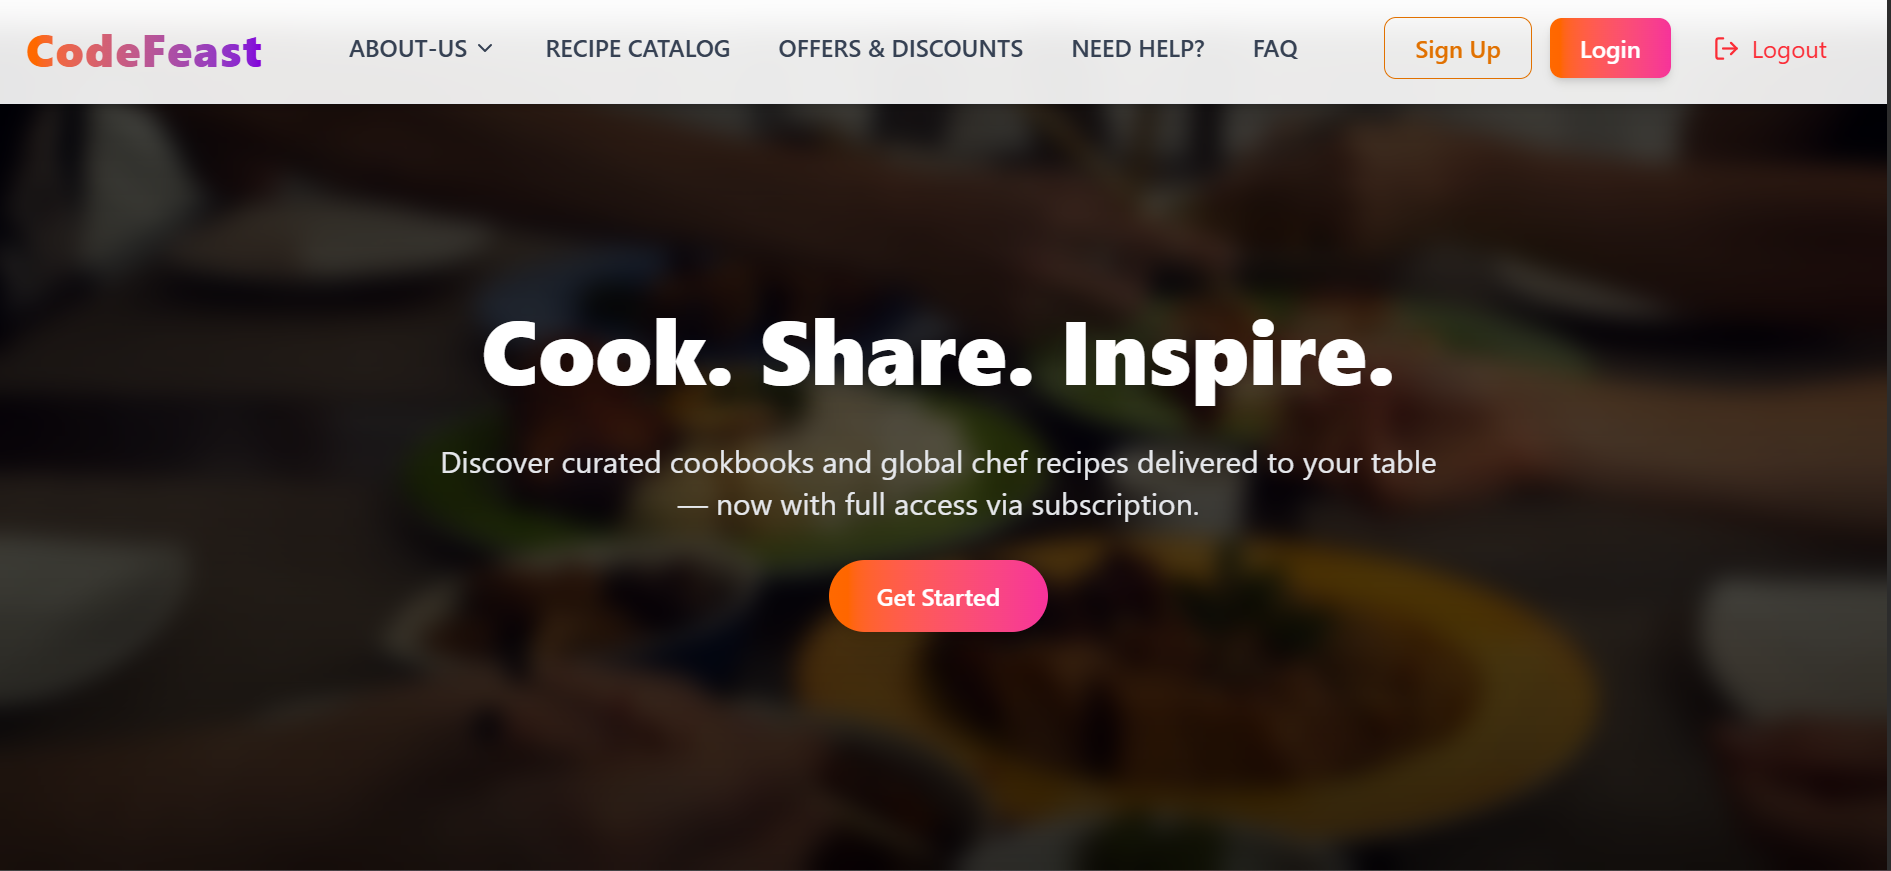 CodeFeast
ABOUT-US
RECIPE CATALOG
OFFERS & DISCOUNTS
NEED HELP?
FAQ
Sign Up
Login
Logout
Cook. Share. Inspire.
Discover curated cookbooks and global chef recipes delivered to your table
— now with full access via subscription.
Get Started